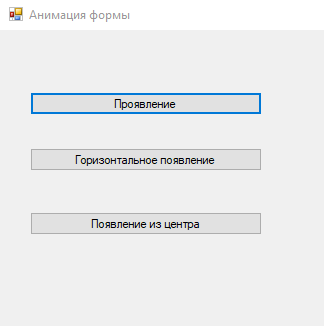 Анимация формы
Проявление
Горизонтальное появление
Появление из центра